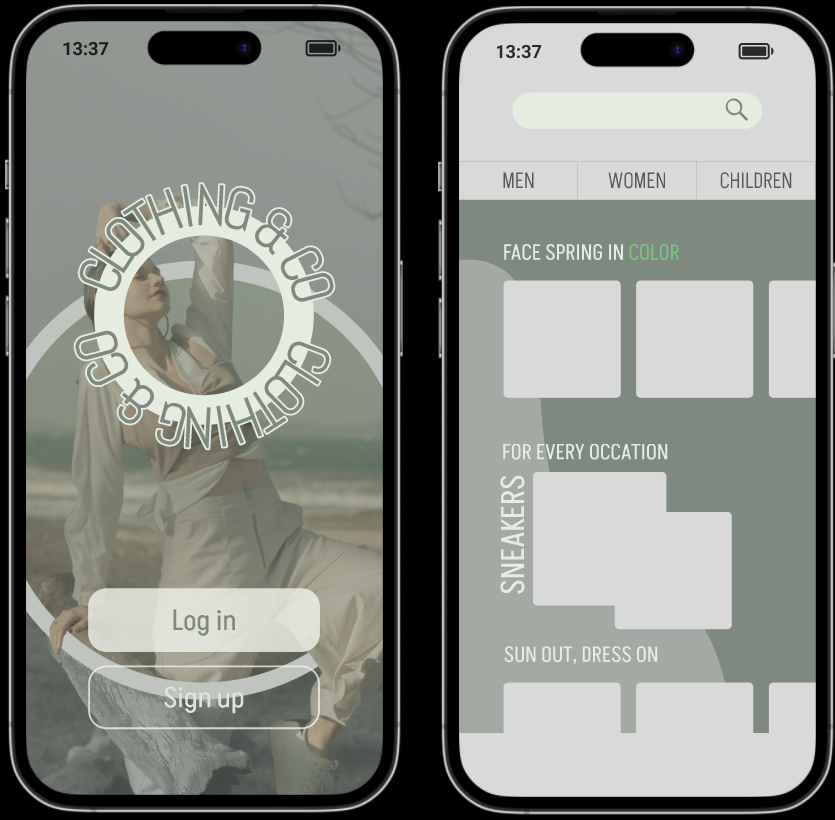 13:37
CLOTHING & CO
CLOTHING & CO
Log in
Sign up
13:37
MEN
WOMEN
CHILDREN
FACE SPRING IN COLOR
FOR EVERY OCCATION
SNEAKERS
SUN OUT, DRESS ON